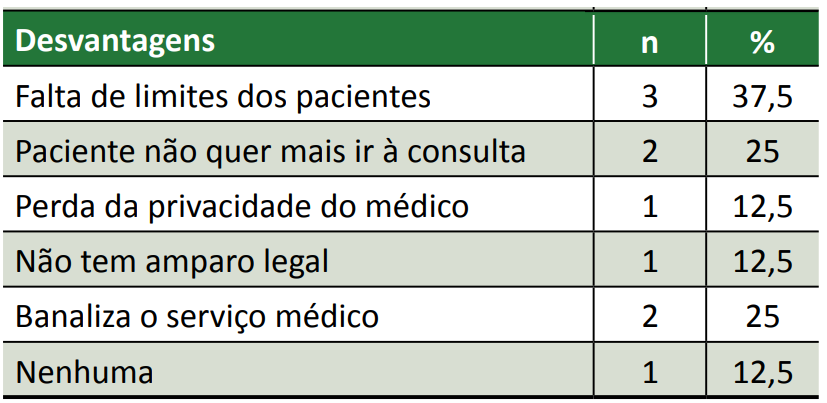 Desvantagens n %
Falta de limites dos pacientes 3 37,5
Paciente não quer mais ir à consulta 2 25
Perda da privacidade do médico 1 12,5
Não tem amparo legal 1 12,5
Banaliza o serviço médico 2 25
Nenhuma 1 12,5